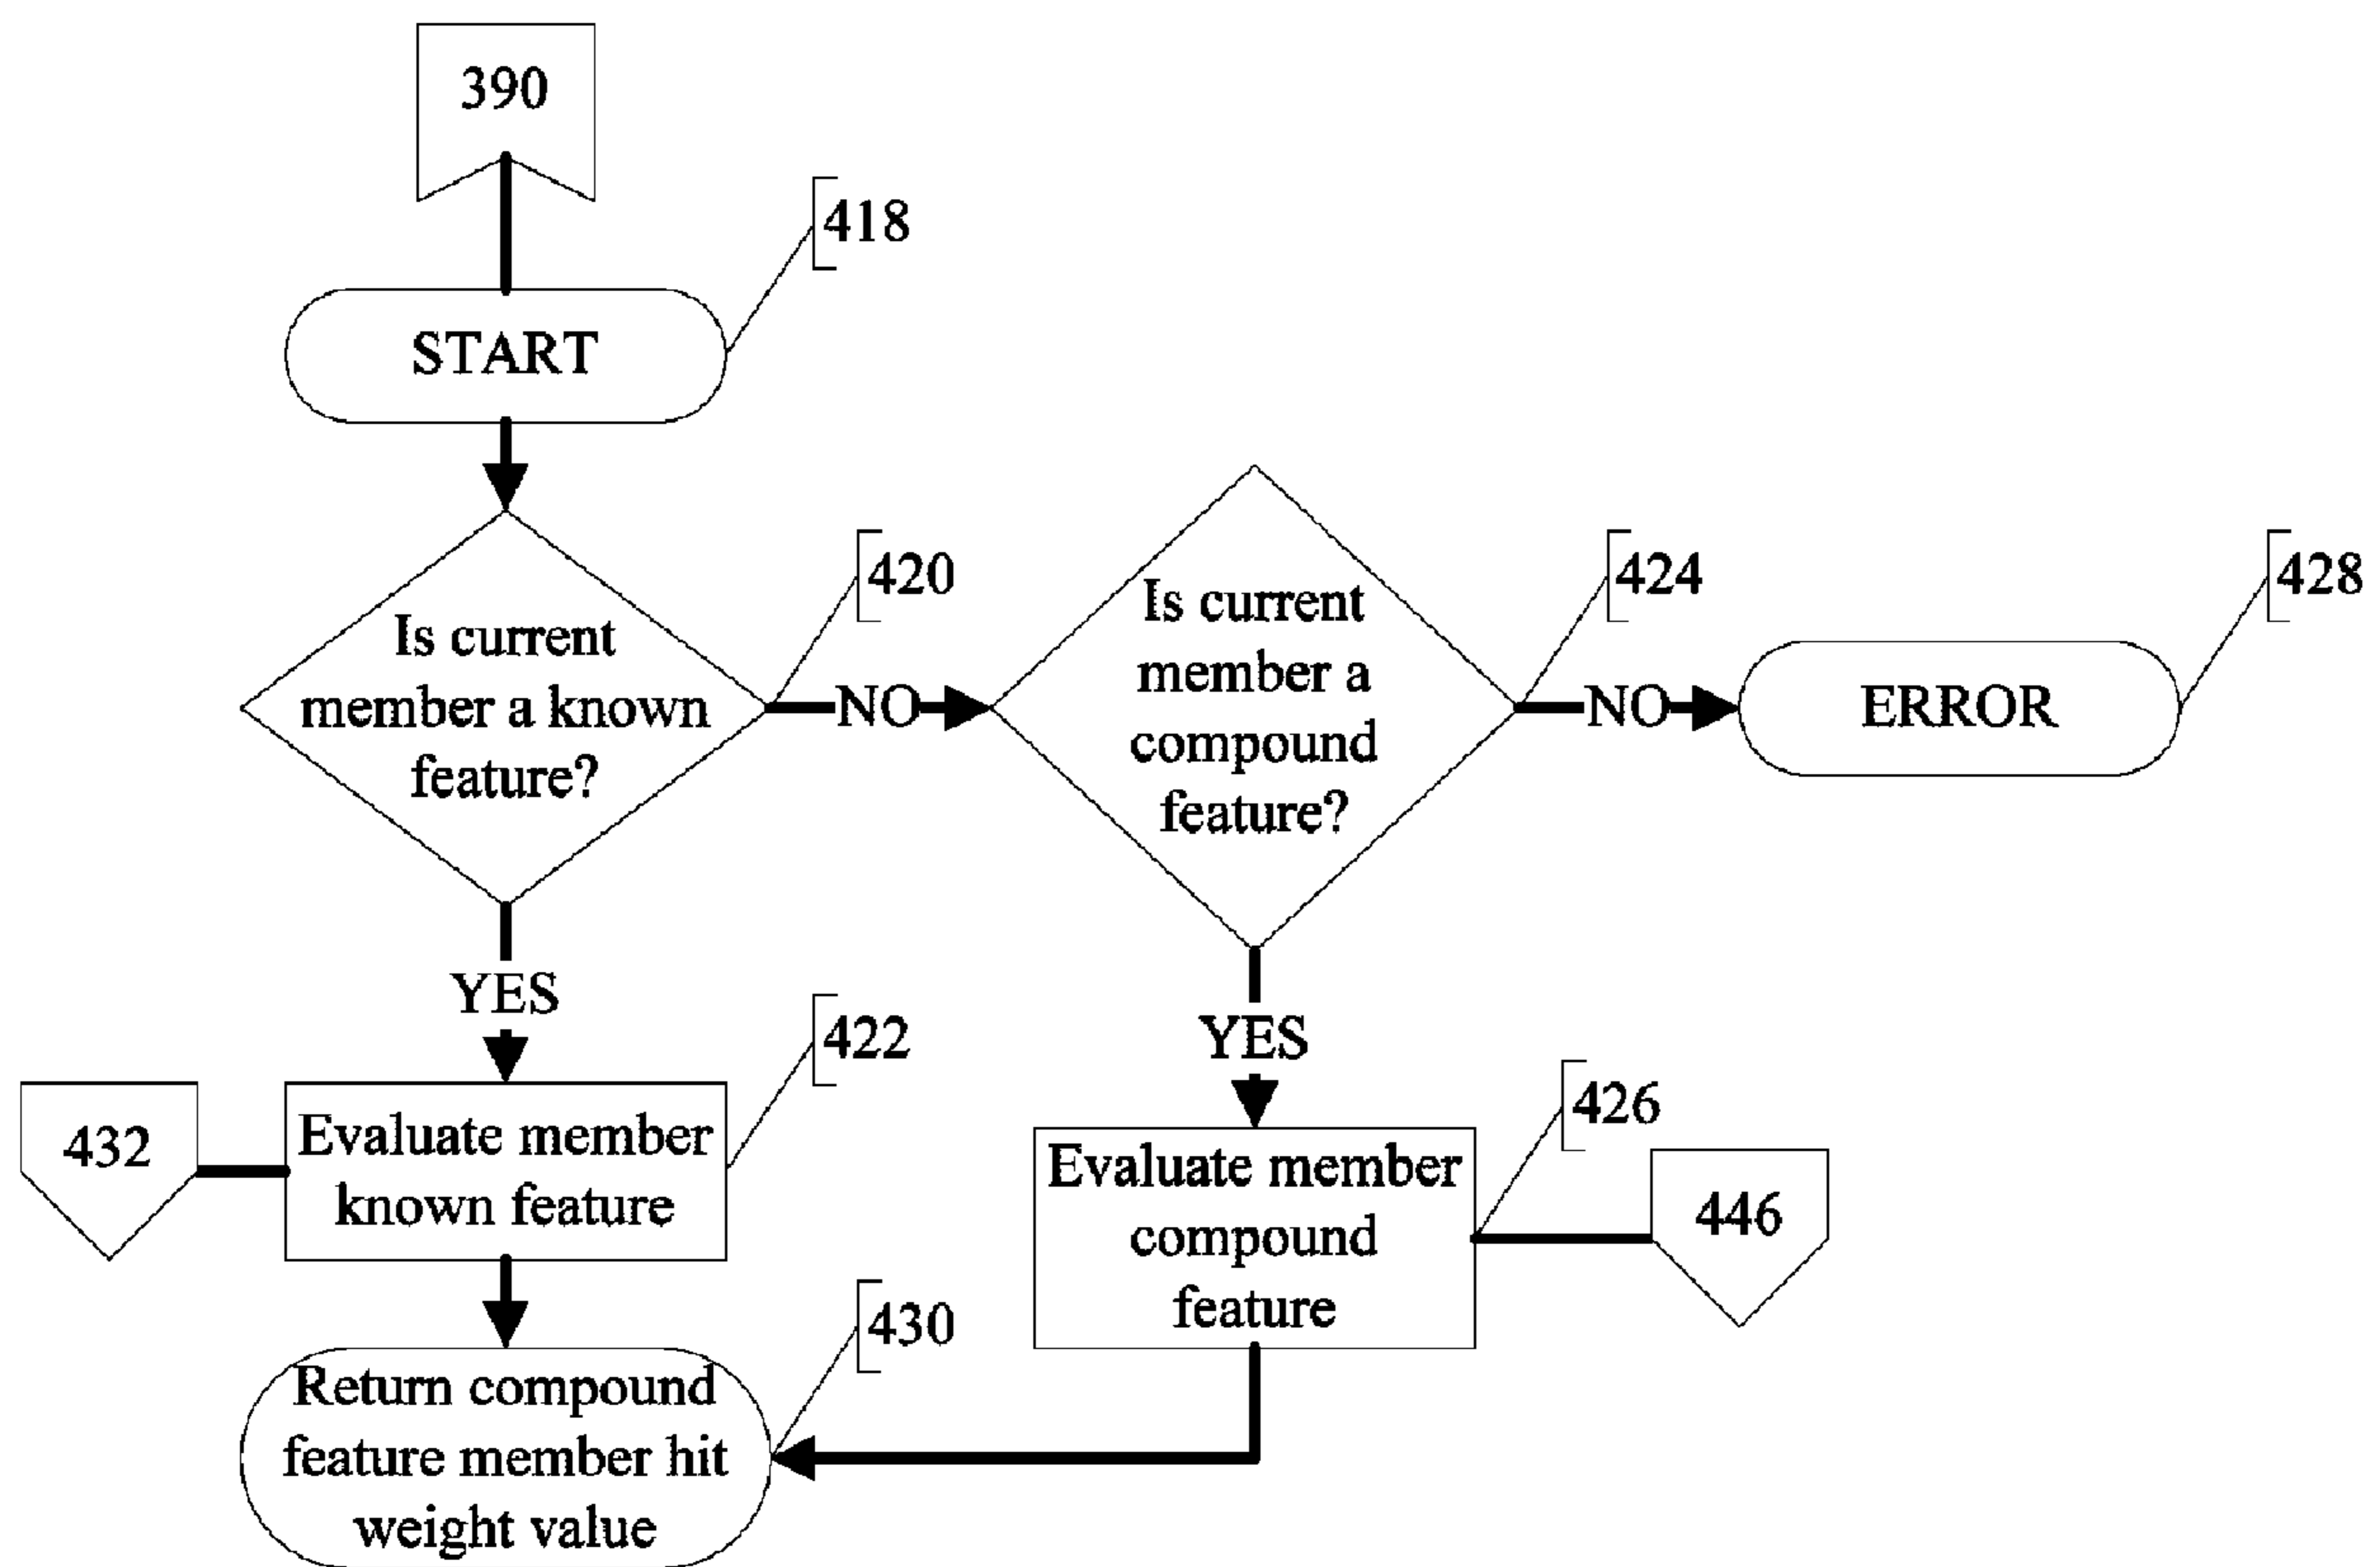 390
418
START
420
Is current
member a known
feature?
NO
424
Is current
member a
compound
feature?
NO
428
ERROR
YES
422
432
Evaluate member
known feature
YES
426
Evaluate member
compound
feature
446
430
Return compound
feature member hit
weight value